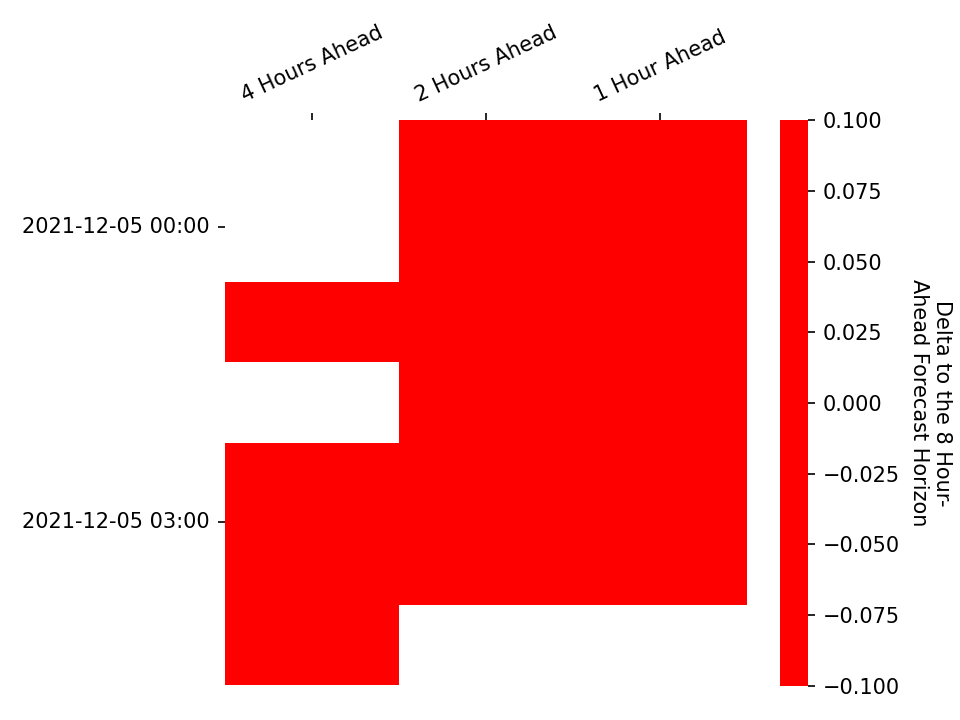 4 Hours Ahead
2 Hours Ahead
1 Hour Ahead
2021-12-05 00:00
2021-12-05 03:00
0.100
0.075
0.050
0.025
0.000
−0.025
−0.050
−0.075
−0.100
Delta to the 8 Hour-
Ahead Forecast Horizon